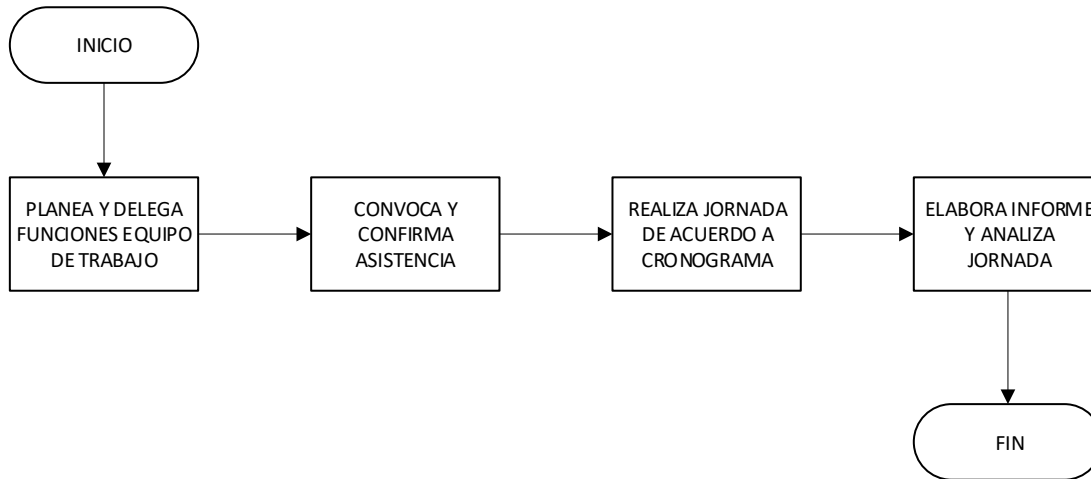 INICIO
PLANEA Y DELEGA
FUNCIONES EQUIPO
DE TRABAJO
CONVOCA Y
CONFIRMA
ASISTENCIA
REALIZA JORNADA
DE ACUERDO A
CRONOGRAMA
ELABORA INFORME
Y ANALIZA
JORNADA
FIN